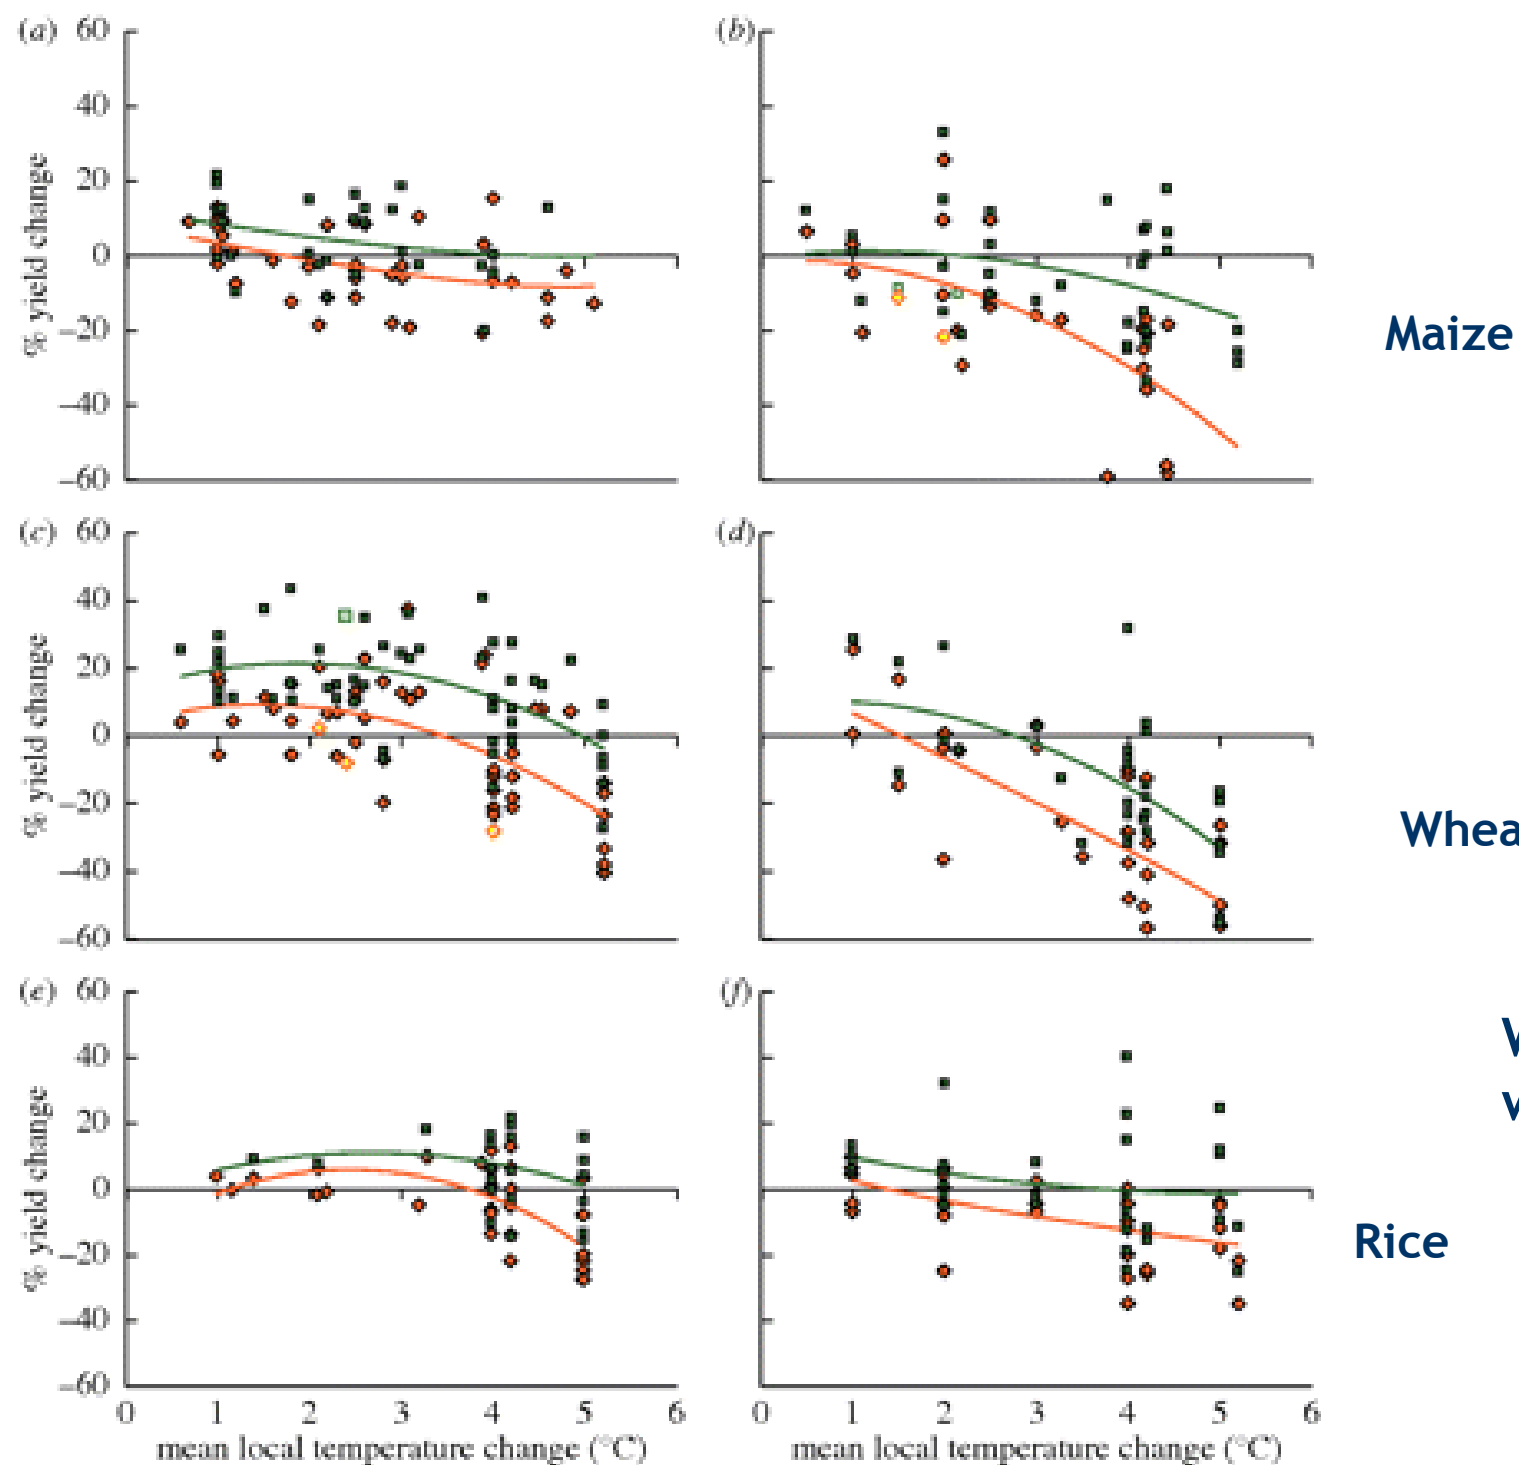 (a) 60
40
20
0
−20
−40
−60
% yield change
(b)
Maize
(c) 60
40
20
0
−20
−40
−60
% yield change
(d)
Whea
(e) 60
40
20
0
−20
−40
−60
% yield change
(f)
Rice
0 1 2 3 4 5 6
mean local temperature change (°C)
0 1 2 3 4 5 6
mean local temperature change (°C)